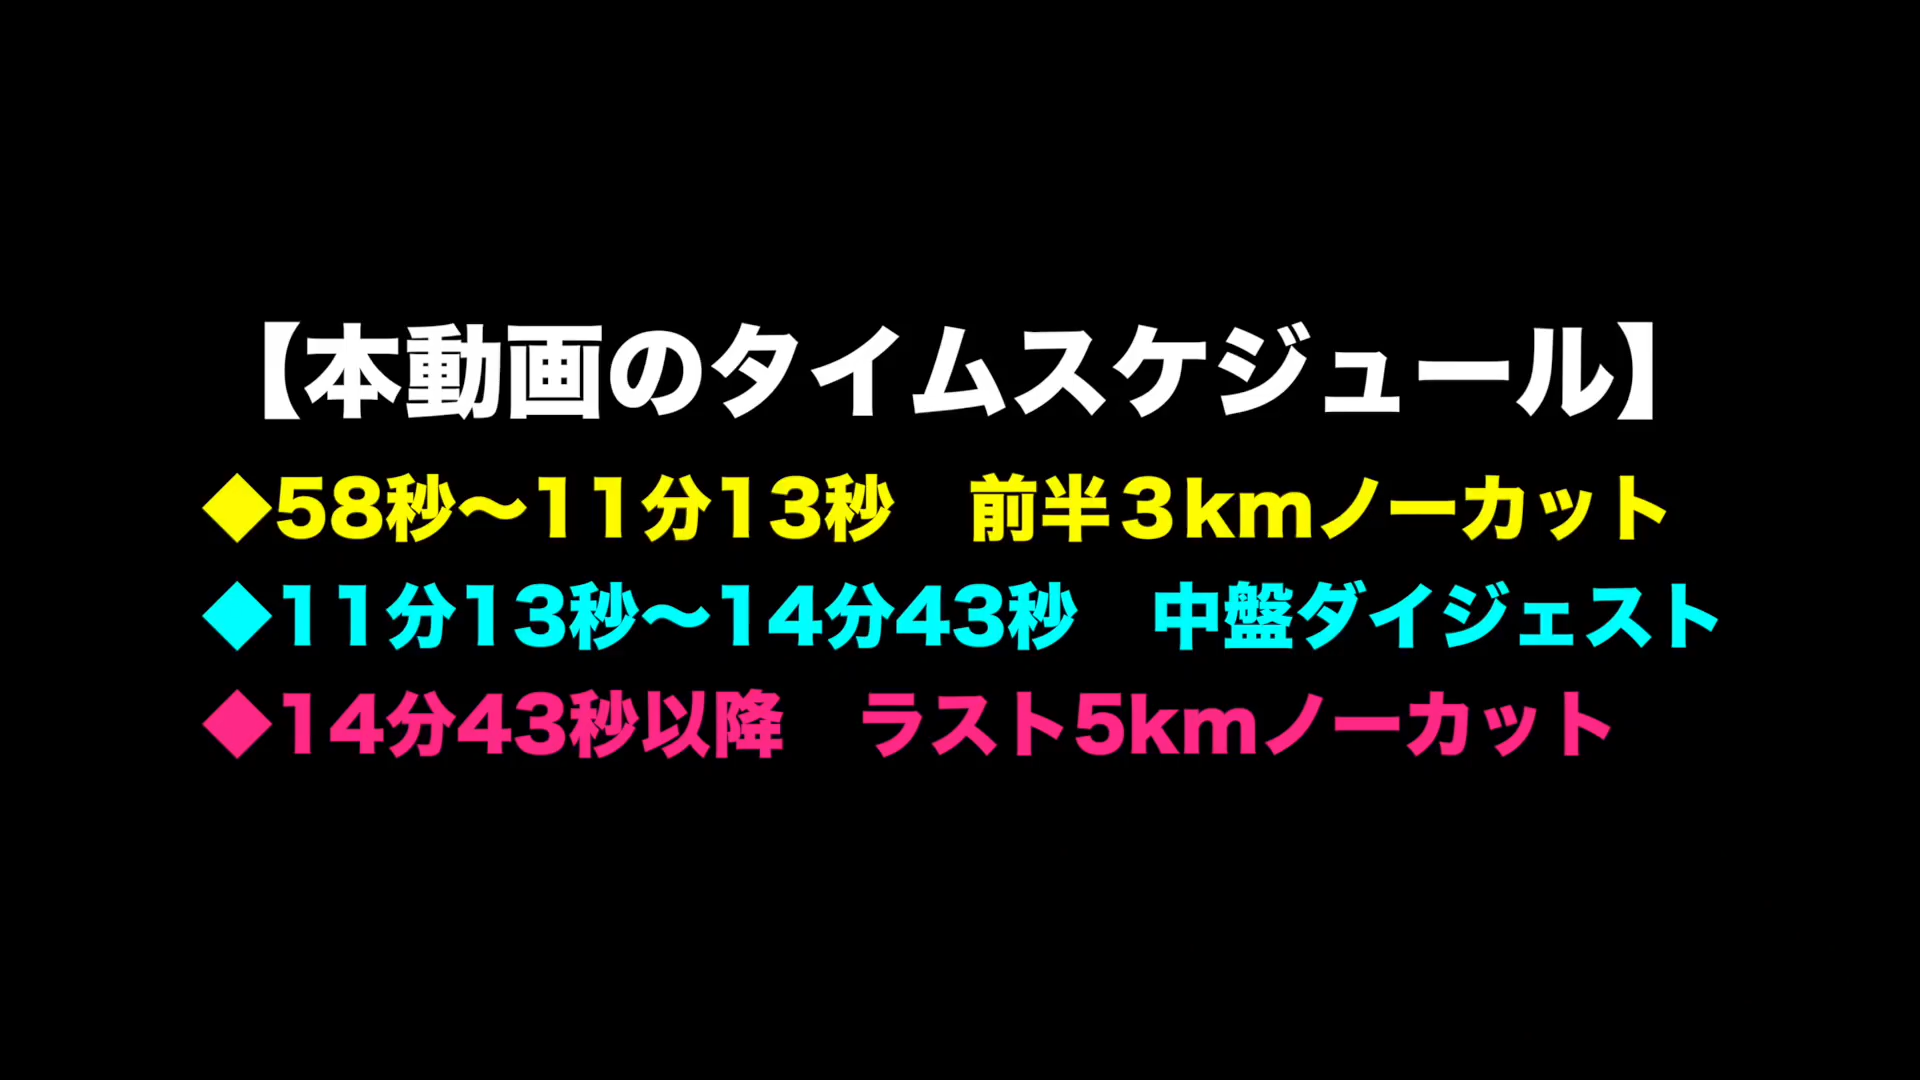 【本動画のタイムスケジュール】
◆58秒〜11分13秒　前半３kmノーカット
◆11分13秒〜14分43秒　中盤ダイジェスト
◆14分43秒以降　ラスト5kmノーカット